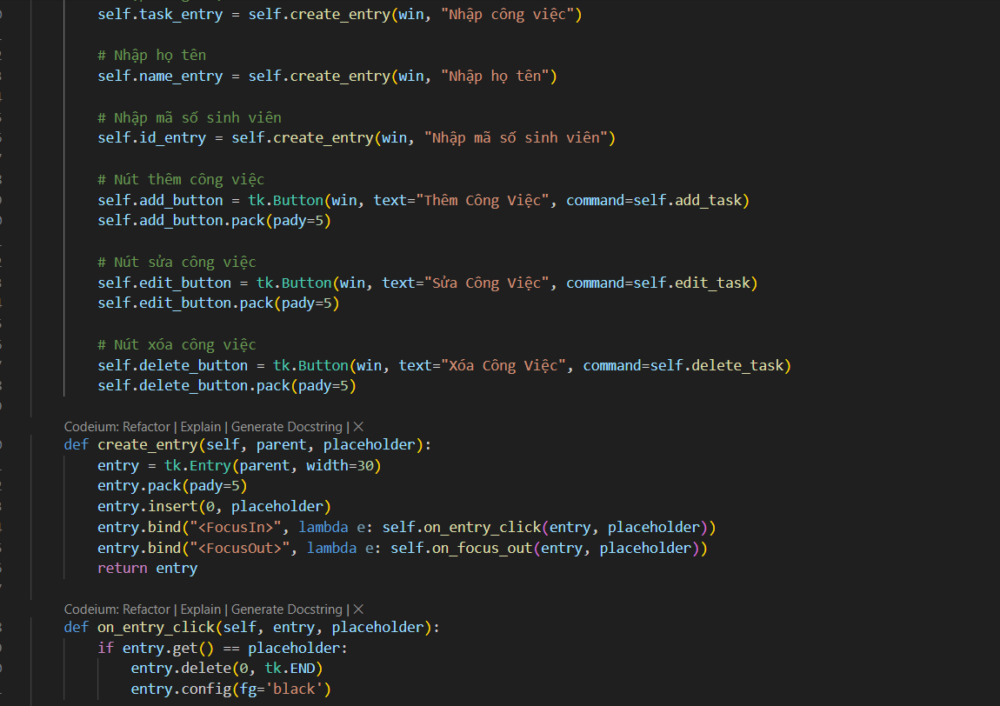 self.task_entry = self.create_entry(win, "Nhập công việc")
# Nhập họ tên
self.name_entry = self.create_entry(win, "Nhập họ tên")
# Nhập mã số sinh viên
self.id_entry = self.create_entry(win, "Nhập mã số sinh viên")
# Nút thêm công việc
self.add_button = tk.Button(win, text="Thêm Công Việc", command=self.add_task)
self.add_button.pack(pady=5)
# Nút sửa công việc
self.edit_button = tk.Button(win, text="Sửa Công Việc", command=self.edit_task)
self.edit_button.pack(pady=5)
# Nút xóa công việc
self.delete_button = tk.Button(win, text="Xóa Công Việc", command=self.delete_task)
self.delete_button.pack(pady=5)
Codeium: Refactor | Explain | Generate Docstring | ✕
def create_entry(self, parent, placeholder):
entry = tk.Entry(parent, width=30)
entry.pack(pady=5)
entry.insert(0, placeholder)
entry.bind("<FocusIn>", lambda e: self.on_entry_click(entry, placeholder))
entry.bind("<FocusOut>", lambda e: self.on_focus_out(entry, placeholder))
return entry
Codeium: Refactor | Explain | Generate Docstring | ✕
def on_entry_click(self, entry, placeholder):
if entry.get() == placeholder:
entry.delete(0, tk.END)
entry.config(fg='black')